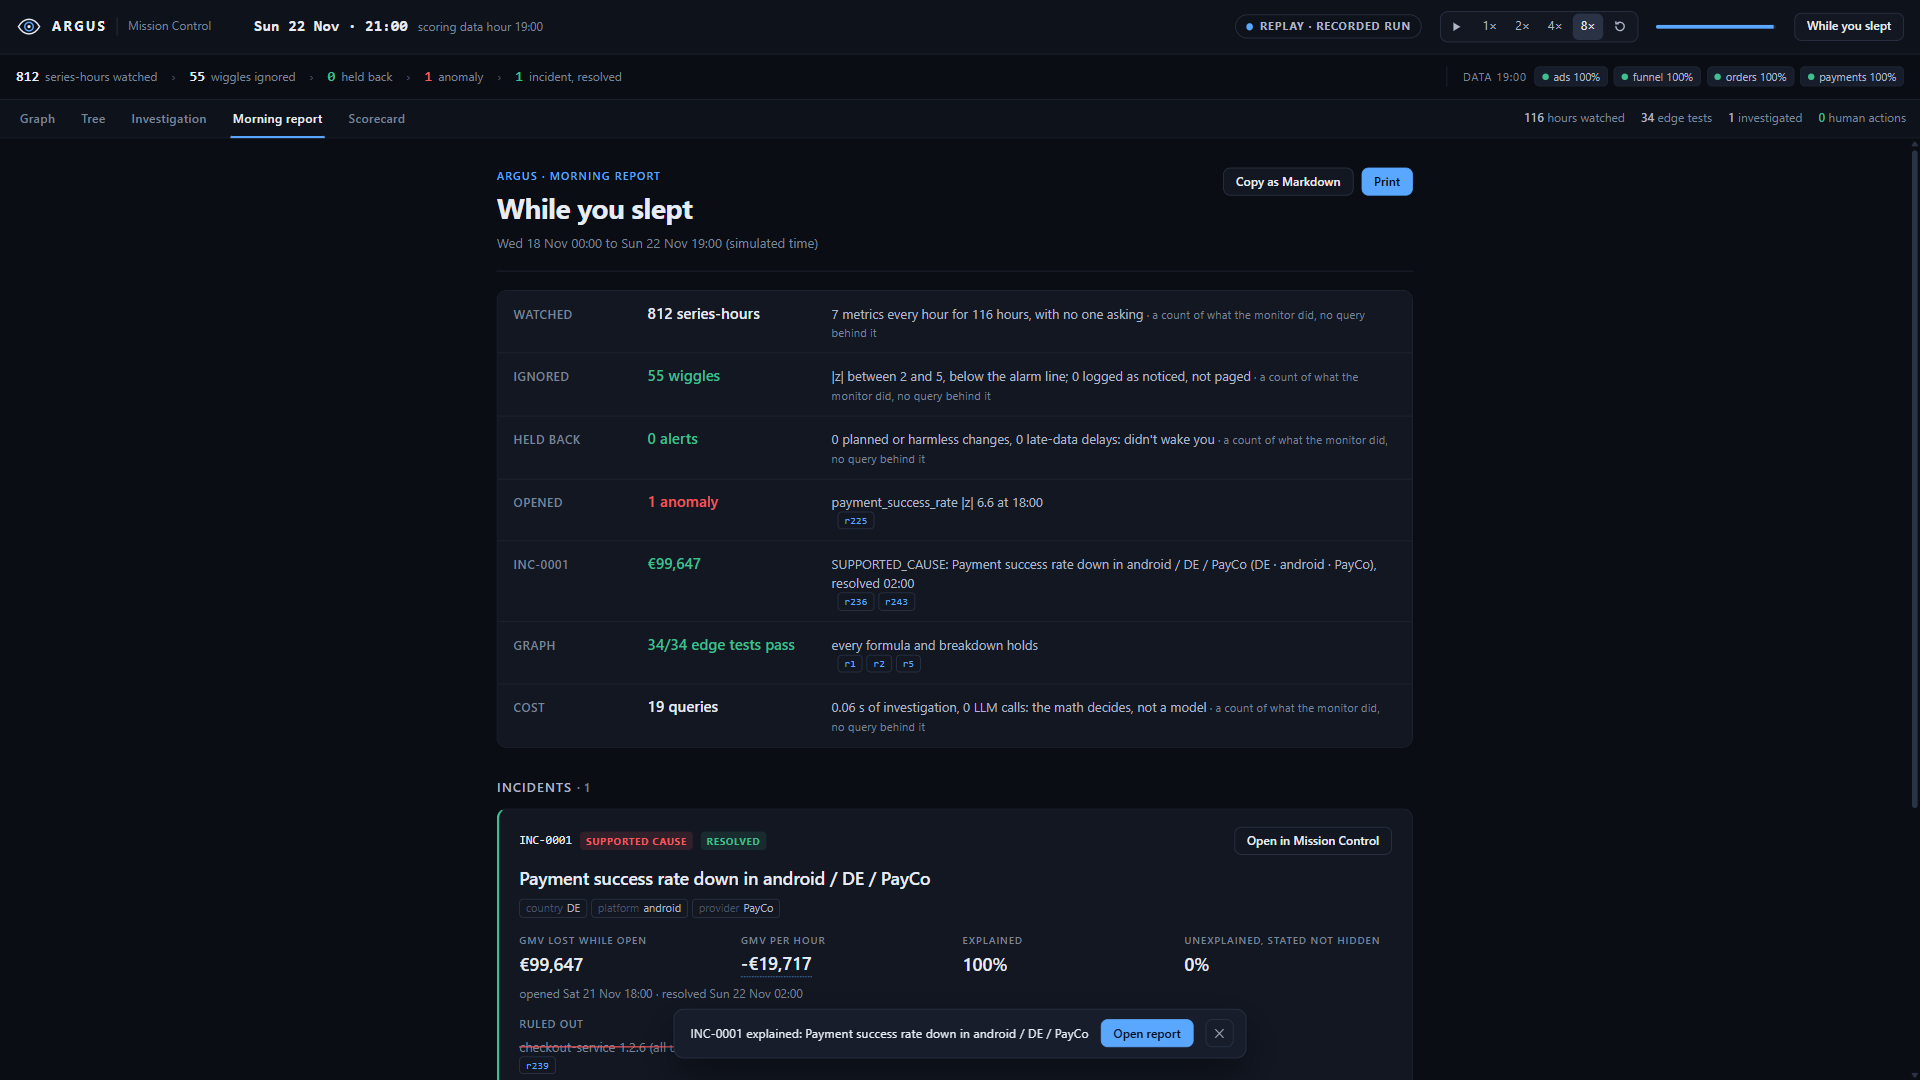 ARGUS Mission Control Sun 22 Nov • 21:00 scoring data hour 19:00 REPLAY · RECORDED RUN 1× 2× 4× 8× While you slept
812 series-hours watched › 55 wiggles ignored › 0 held back › 1 anomaly › 1 incident, resolved DATA 19:00 ads 100% funnel 100% orders 100% payments 100%
Graph Tree Investigation Morning report Scorecard 116 hours watched 34 edge tests 1 investigated 0 human actions
ARGUS · MORNING REPORT
Copy as Markdown Print
While you slept
Wed 18 Nov 00:00 to Sun 22 Nov 19:00 (simulated time)
WATCHED 812 series-hours 7 metrics every hour for 116 hours, with no one asking · a count of what the monitor did, no query
behind it
IGNORED 55 wiggles |z| between 2 and 5, below the alarm line; 0 logged as noticed, not paged · a count of what the
monitor did, no query behind it
HELD BACK 0 alerts 0 planned or harmless changes, 0 late-data delays: didn't wake you · a count of what the monitor did,
no query behind it
OPENED 1 anomaly payment_success_rate |z| 6.6 at 18:00
r225
INC-0001 €99,647 SUPPORTED_CAUSE: Payment success rate down in android / DE / PayCo (DE · android · PayCo),
resolved 02:00
r236 r243
GRAPH 34/34 edge tests pass every formula and breakdown holds
r1 r2 r5
COST 19 queries 0.06 s of investigation, 0 LLM calls: the math decides, not a model · a count of what the monitor did,
no query behind it
INCIDENTS · 1
INC-0001 SUPPORTED CAUSE RESOLVED Open in Mission Control
Payment success rate down in android / DE / PayCo
country DE platform android provider PayCo
GMV LOST WHILE OPEN GMV PER HOUR EXPLAINED UNEXPLAINED, STATED NOT HIDDEN
€99,647 -€19,717 100% 0%
opened Sat 21 Nov 18:00 · resolved Sun 22 Nov 02:00
RULED OUT
checkout-service 1.2.6 (all
r239
INC-0001 explained: Payment success rate down in android / DE / PayCo Open report ×